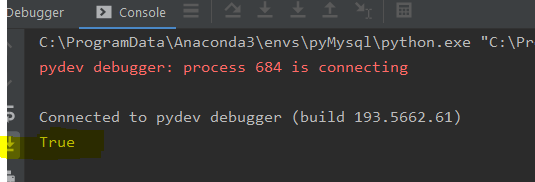 Debugger Console
C:\ProgramData\Anaconda3\envs\pyMysql\python.exe "C:\Pr
pydev debugger: process 684 is connecting
Connected to pydev debugger (build 193.5662.61)
True